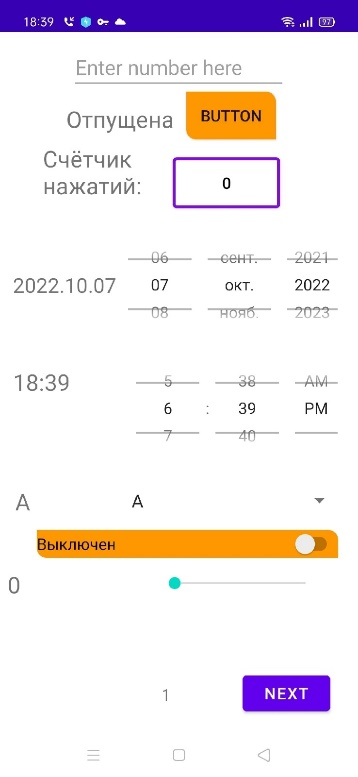 18:39
97
Enter number here
Отпущена
BUTTON
Счётчик
нажатий:
0
06 сент. 2021
2022.10.07 07 окт. 2022
08 нояб. 2023
18:39
5 38 AM
6 : 39 PM
7 40
A A
Выключен
0
1 NEXT